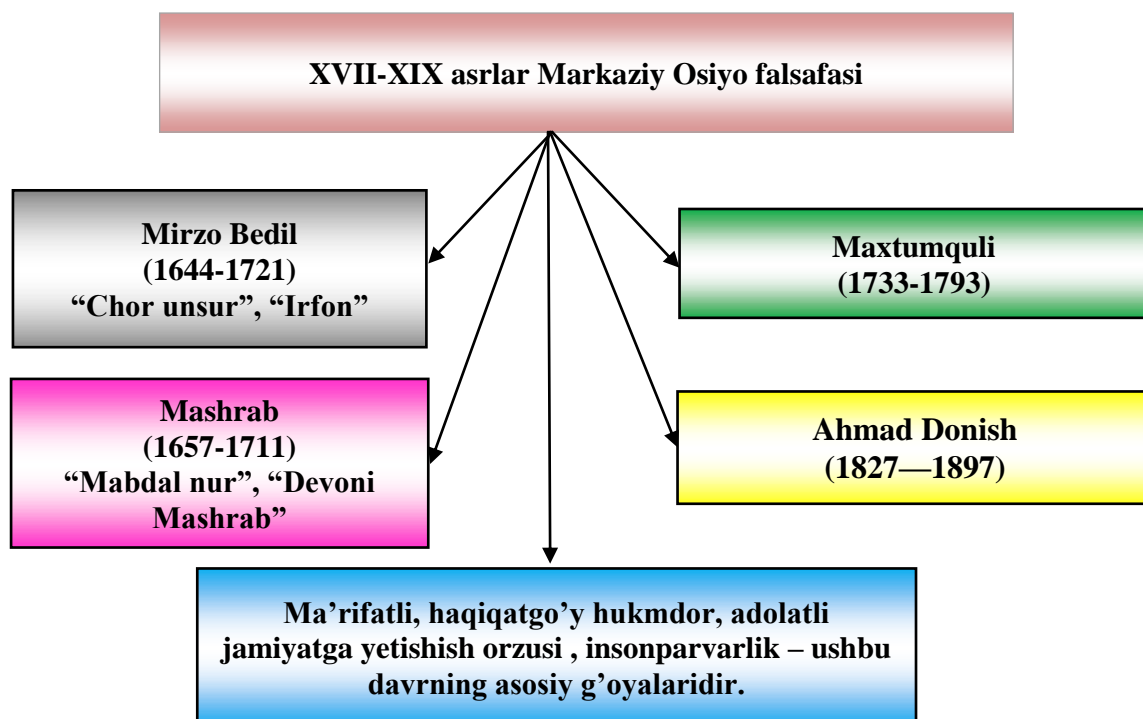 XVII-XIX asrlar Markaziy Osiyo falsafasi
Mirzo Bedil
(1644-1721)
“Chor unsur”, “Irfon”
Maxtumquli
(1733-1793)
Mashrab
(1657-1711)
“Mabdal nur”, “Devoni
Mashrab”
Ahmad Donish
(1827—1897)
Ma’rifatli, haqiqatgo’y hukmdor, adolatli
jamiyatga yetishish orzusi , insonparvarlik – ushbu
davrning asosiy g’oyalaridir.